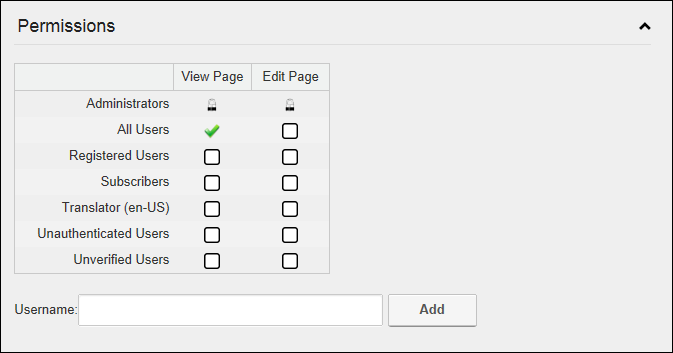 Permissions
View Page Edit Page
Administrators
All Users
Registered Users
Subscribers
Translator (en-US)
Unauthenticated Users
Unverified Users
Username: Add